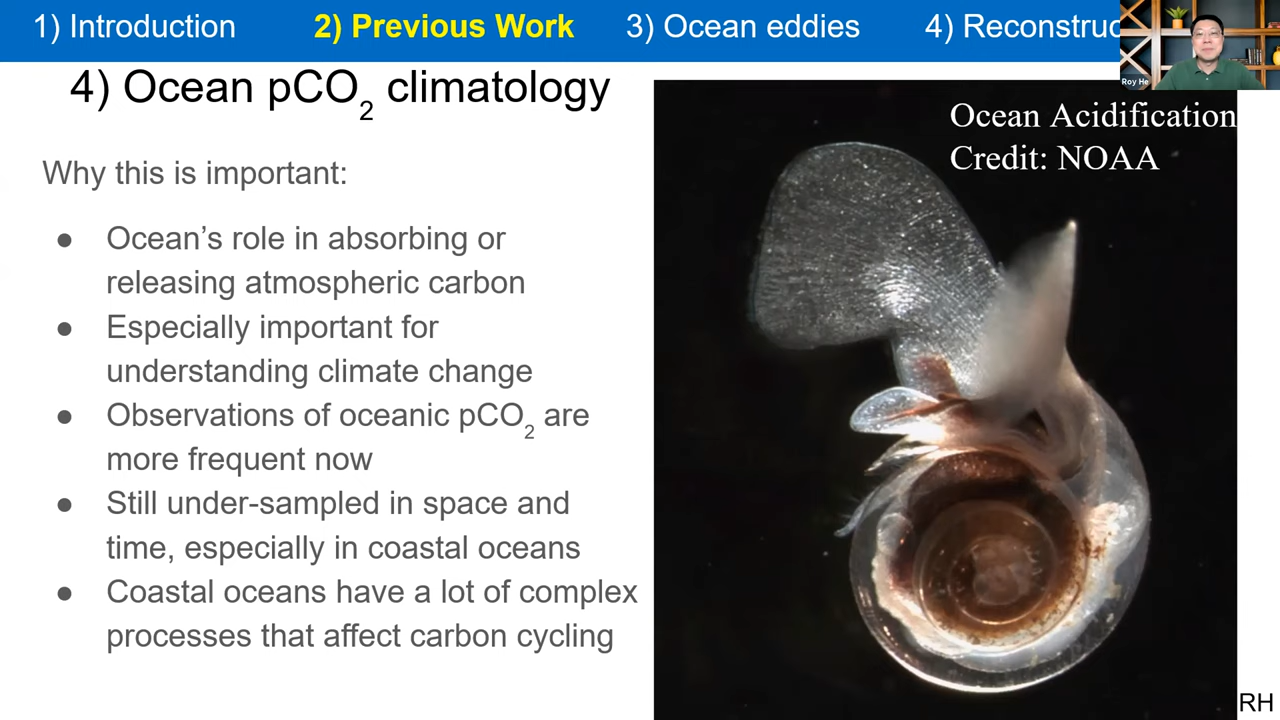 1) Introduction 2) Previous Work 3) Ocean eddies 4) Reconstruc
Roy He
4) Ocean pCO₂ climatology
Ocean Acidification
Credit: NOAA
Why this is important:
● Ocean’s role in absorbing or
releasing atmospheric carbon
● Especially important for
understanding climate change
● Observations of oceanic pCO₂ are
more frequent now
● Still under-sampled in space and
time, especially in coastal oceans
● Coastal oceans have a lot of complex
processes that affect carbon cycling
RH